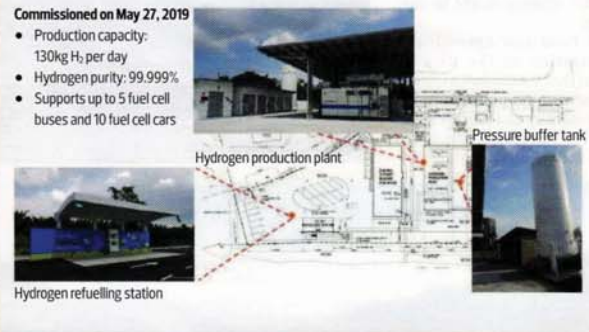 Commissioned on May 27, 2019
• Production capacity:
130kg H₂ per day
• Hydrogen purity: 99.999%
• Supports up to 5 fuel cell
buses and 10 fuel cell cars
Hydrogen production plant
Pressure buffer tank
Hydrogen refuelling station